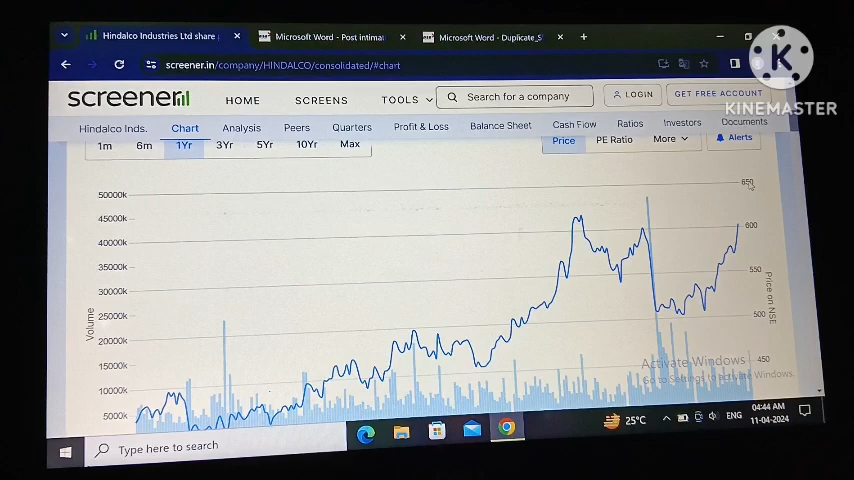 Hindalco Industries Ltd share
Microsoft Word - Post intimat
Microsoft Word - Duplicate_S
screener.in/company/HINDALCO/consolidated/#chart
K
KINEMASTER
screener
HOME
SCREENS
TOOLS
Search for a company
LOGIN
GET FREE ACCOUNT
Hindalco Inds.
Chart
Analysis
Peers
Quarters
Profit & Loss
Balance Sheet
Cash Flow
Ratios
Investors
Documents
1m
6m
1Yr
3Yr
5Yr
10Yr
Max
Price
PE Ratio
More
Alerts
50000k
45000k
40000k
35000k
30000k
25000k
20000k
15000k
10000k
5000k
Volume
650
600
550
500
450
Price on NSE
Activate Windows
Go to Settings to activate Windows.
Type here to search
25°C
ENG
04:44 AM
11-04-2024